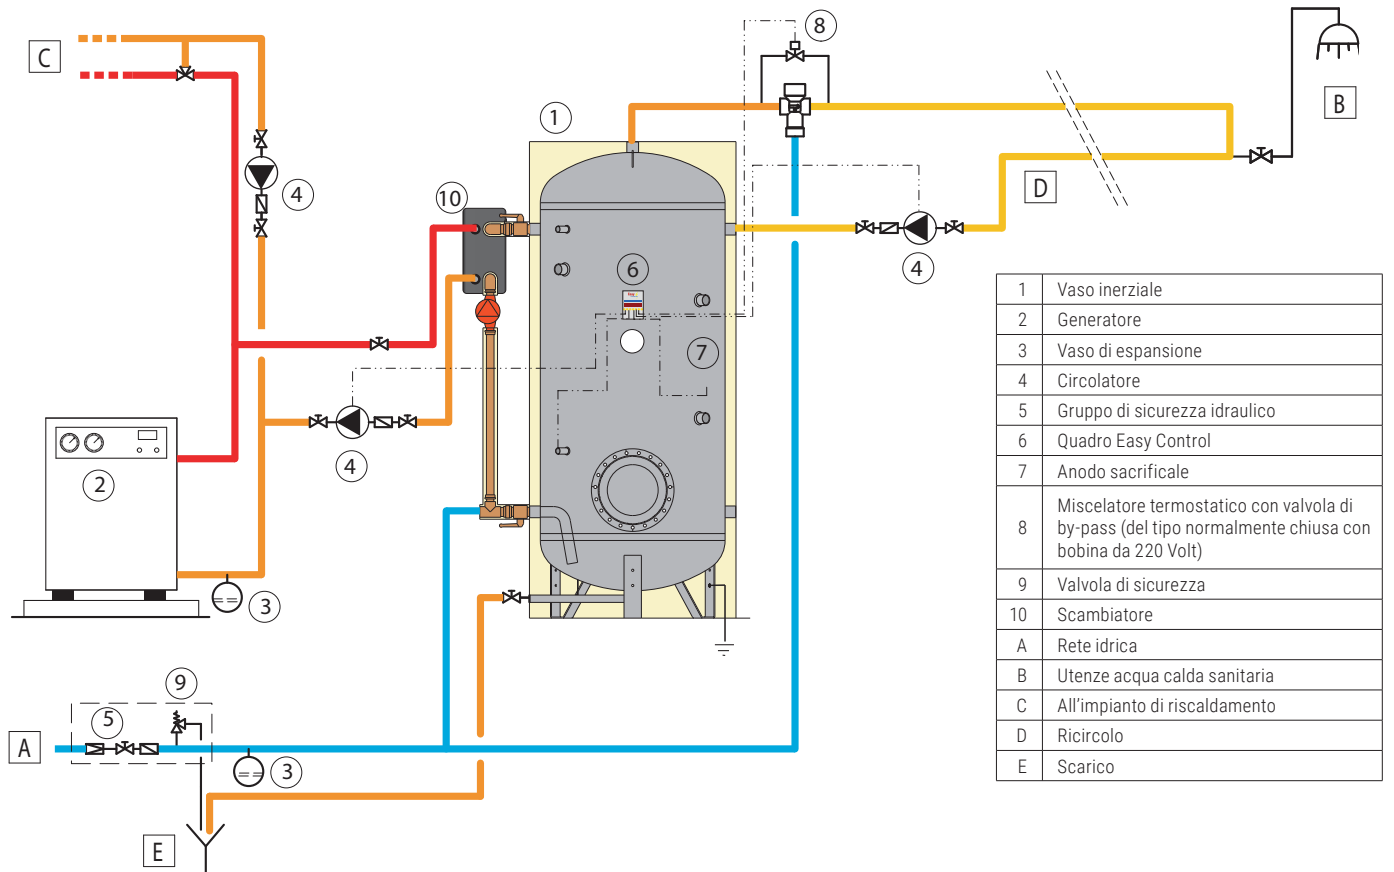 C
8
1
B
4
10
D
6
4
7
4
2
3
9
5
A
3
E
1 Vaso inerziale
2 Generatore
3 Vaso di espansione
4 Circolatore
5 Gruppo di sicurezza idraulico
6 Quadro Easy Control
7 Anodo sacrificale
8 Miscelatore termostatico con valvola di
by-pass (del tipo normalmente chiusa con
bobina da 220 Volt)
9 Valvola di sicurezza
10 Scambiatore
A Rete idrica
B Utenze acqua calda sanitaria
C All'impianto di riscaldamento
D Ricircolo
E Scarico